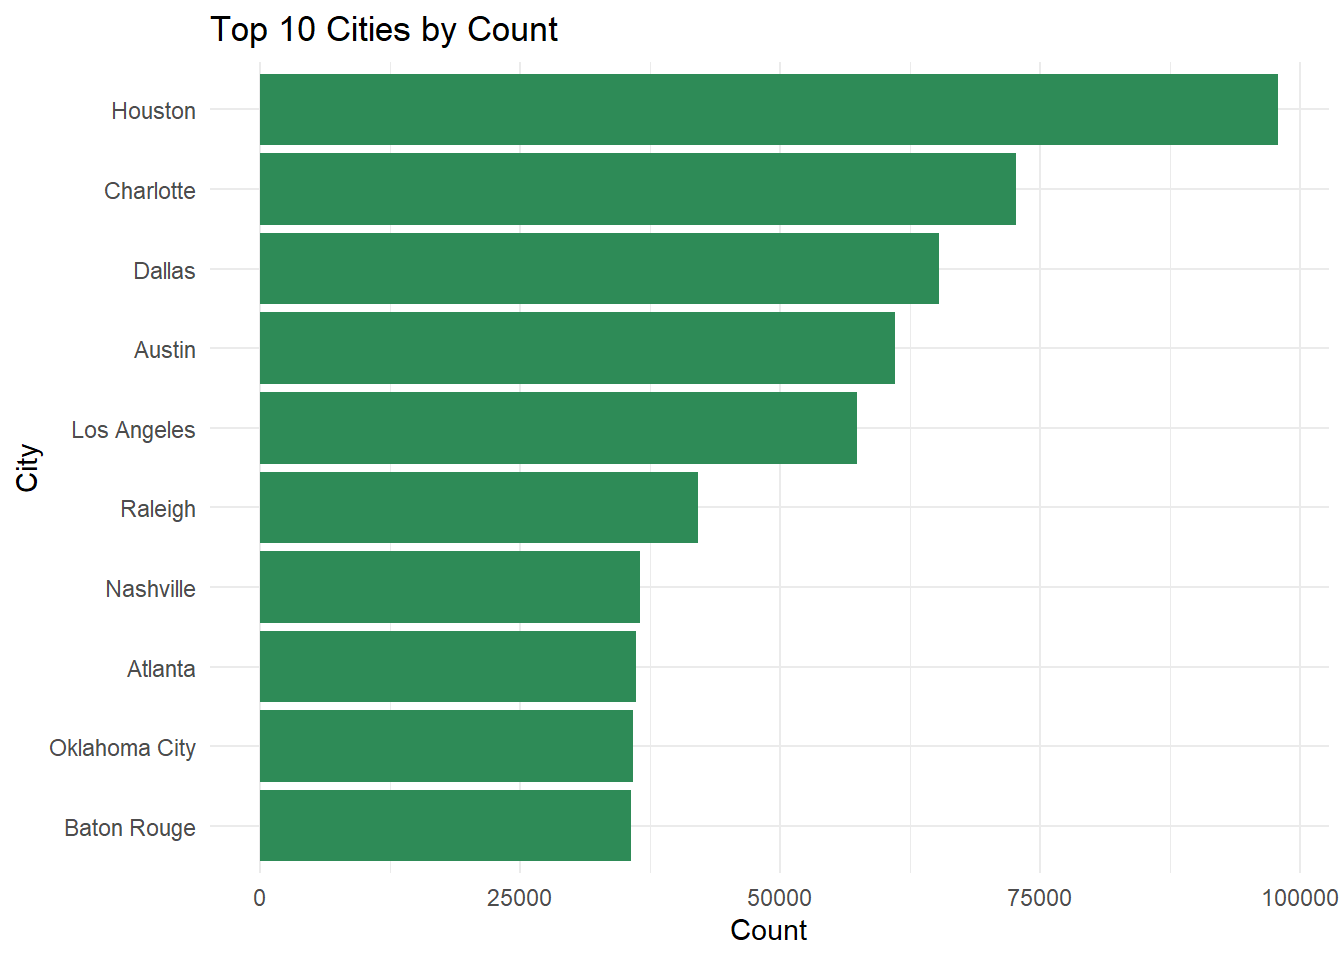 Top 10 Cities by Count
Houston
Charlotte
Dallas
Austin
Los Angeles
Raleigh
Nashville
Atlanta
Oklahoma City
Baton Rouge
City
0 25000 50000 75000 100000
Count